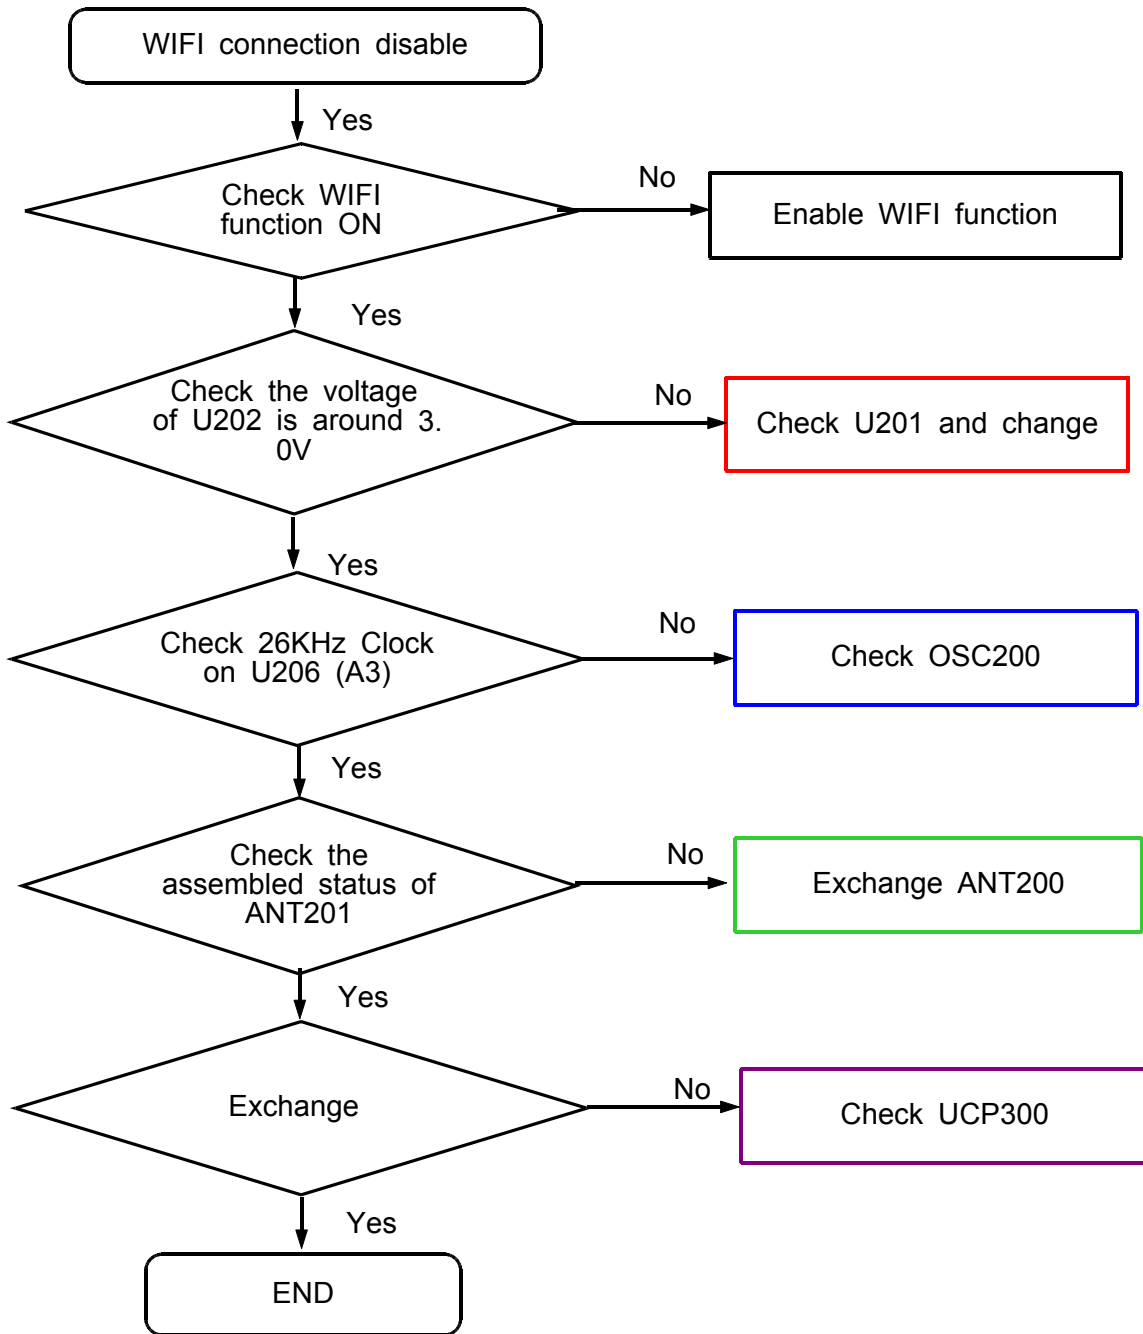 WIFI connection disable
Yes
Check WIFI
function ON
No
Enable WIFI function
Yes
Check the voltage
of U202 is around 3.
0V
No
Check U201 and change
Yes
Check 26KHz Clock
on U206 (A3)
No
Check OSC200
Yes
Check the
assembled status of
ANT201
No
Exchange ANT200
Yes
Exchange
No
Check UCP300
Yes
END